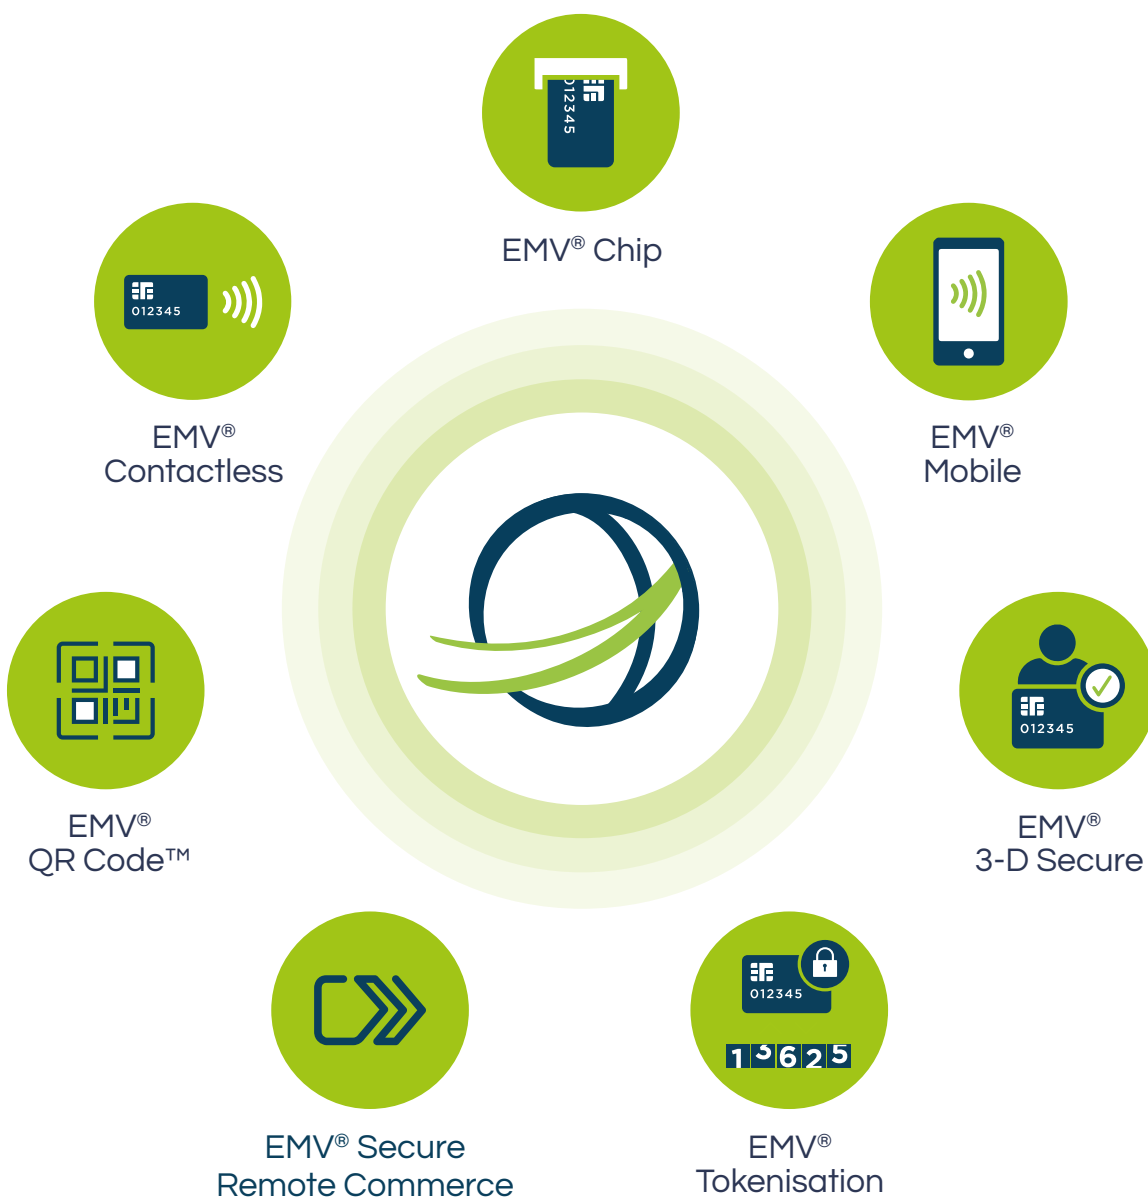 012345
EMV® Chip
012345
EMV®
Contactless
EMV®
Mobile
EMV®
QR Code™
012345
EMV®
3-D Secure
EMV® Secure
Remote Commerce
012345
13625
EMV®
Tokenisation